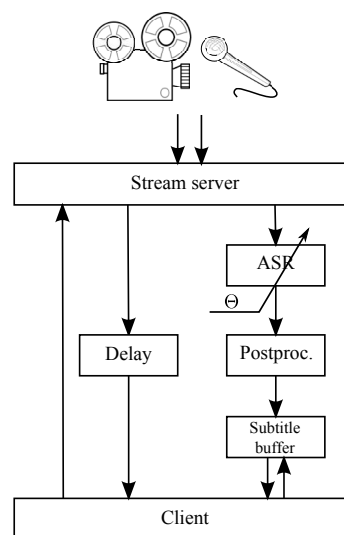 Stream server
ASR
Θ
Delay
Postproc.
Subtitle
buffer
Client